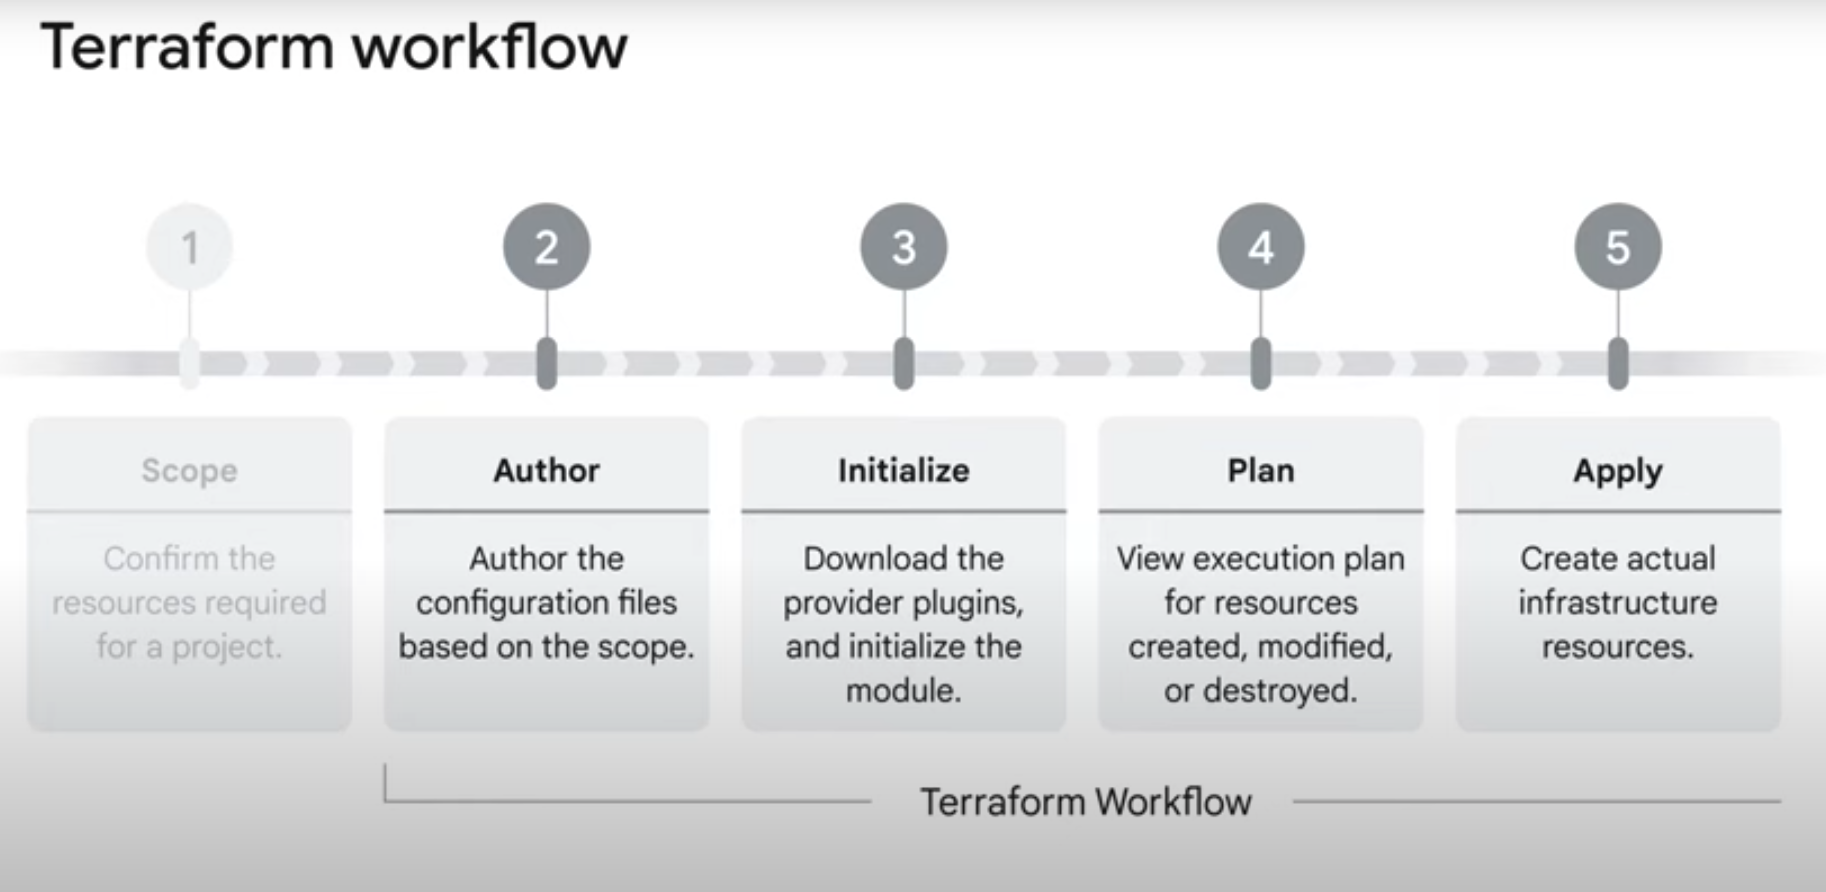 Terraform workflow
1
2
3
4
5
Scope
Confirm the
resources required
for a project.
Author
Author the
configuration files
based on the scope.
Initialize
Download the
provider plugins,
and initialize the
module.
Plan
View execution plan
for resources
created, modified,
or destroyed.
Apply
Create actual
infrastructure
resources.
Terraform Workflow